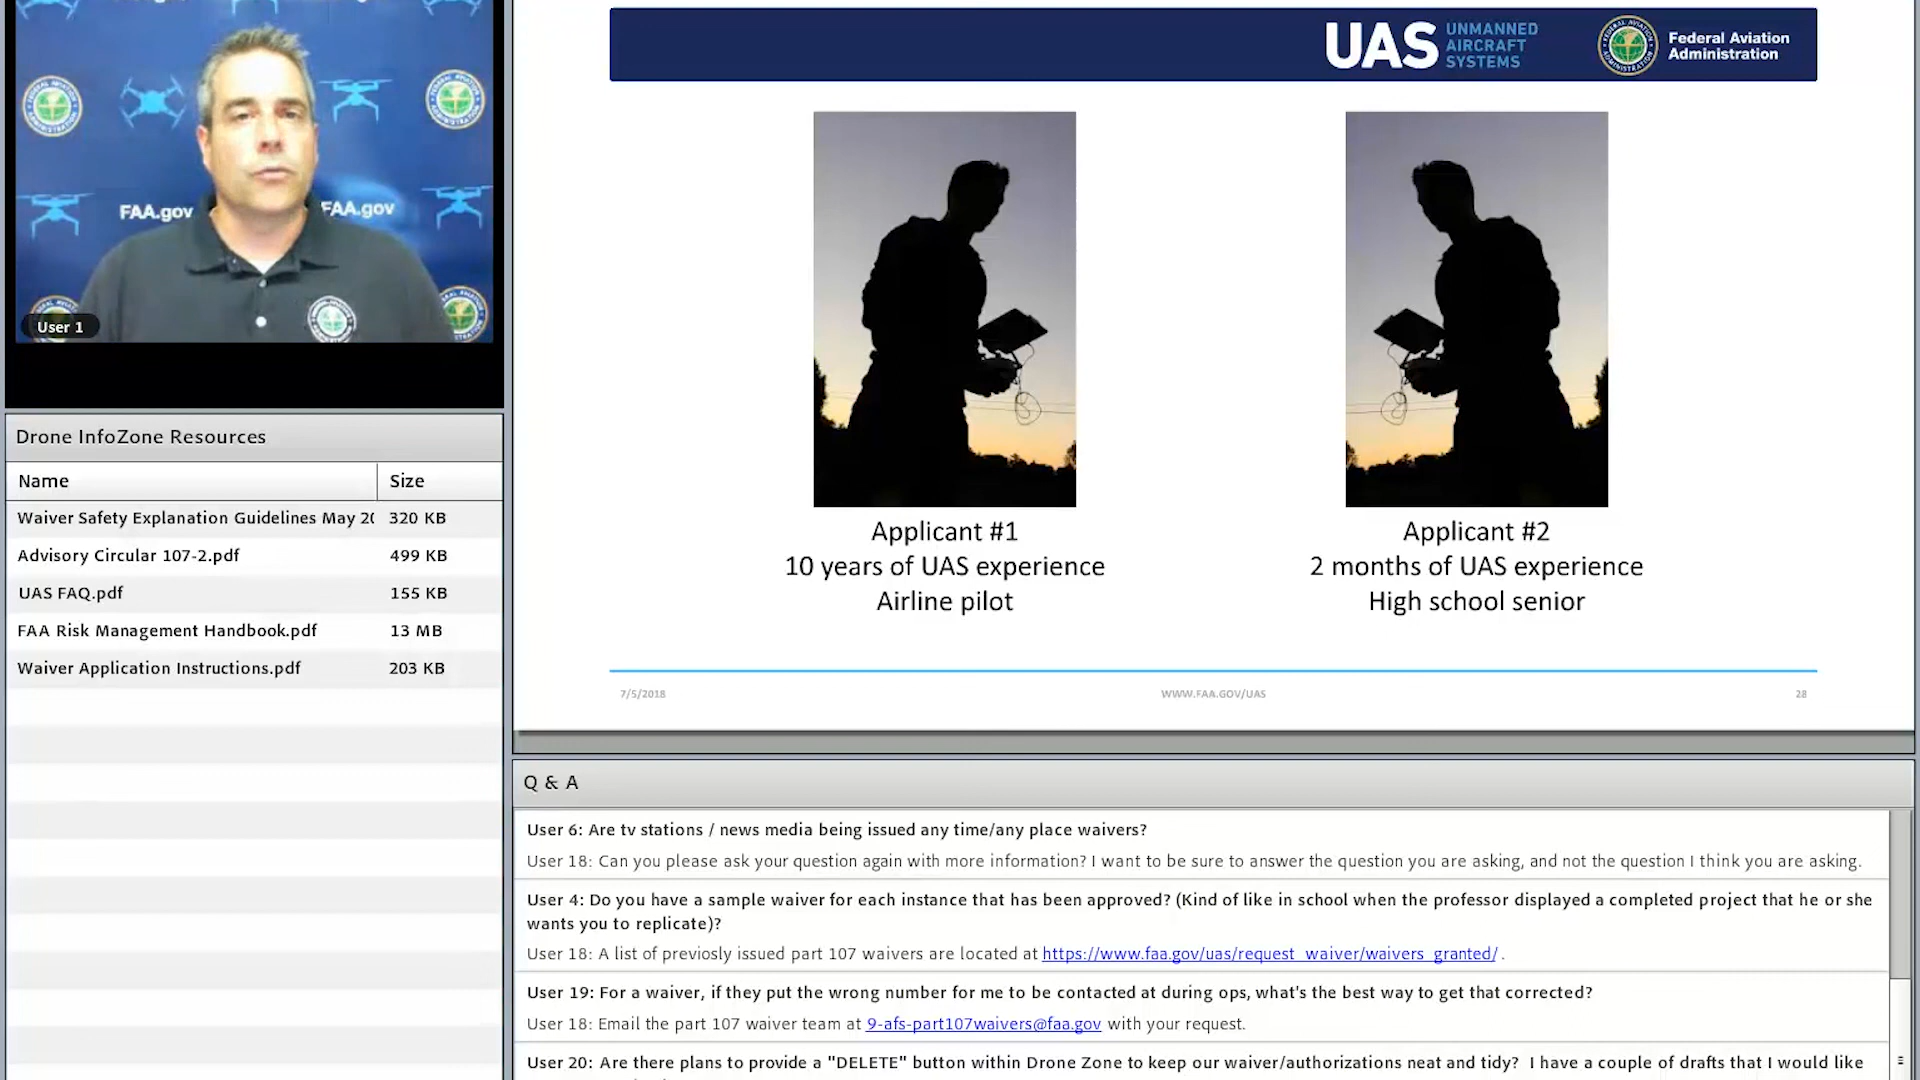 FAA.gov
FAA.gov
User 1
Drone InfoZone Resources
Name Size
Waiver Safety Explanation Guidelines May 20 320 KB
Advisory Circular 107-2.pdf 499 KB
UAS FAQ.pdf 155 KB
FAA Risk Management Handbook.pdf 13 MB
Waiver Application Instructions.pdf 203 KB
UAS UNMANNED
AIRCRAFT
SYSTEMS
Federal Aviation
Administration
Applicant #1
10 years of UAS experience
Airline pilot
Applicant #2
2 months of UAS experience
High school senior
7/5/2018 WWW.FAA.GOV/UAS 28
Q & A
User 6: Are tv stations / news media being issued any time/any place waivers?
User 18: Can you please ask your question again with more information? I want to be sure to answer the question you are asking, and not the question I think you are asking.
User 4: Do you have a sample waiver for each instance that has been approved? (Kind of like in school when the professor displayed a completed project that he or she
wants you to replicate)?
User 18: A list of previosly issued part 107 waivers are located at https://www.faa.gov/uas/request_waiver/waivers_granted/ .
User 19: For a waiver, if they put the wrong number for me to be contacted at during ops, what's the best way to get that corrected?
User 18: Email the part 107 waiver team at 9-afs-part107waivers@faa.gov with your request.
User 20: Are there plans to provide a "DELETE" button within Drone Zone to keep our waiver/authorizations neat and tidy? I have a couple of drafts that I would like